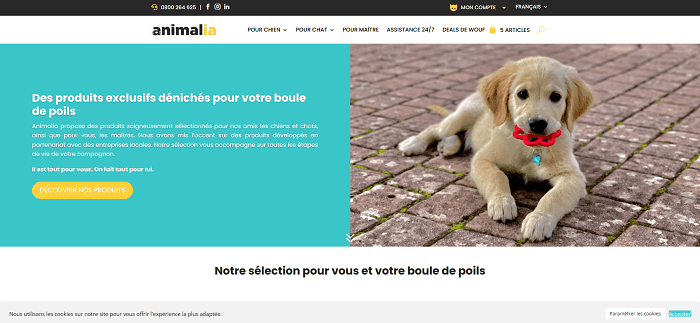 0800 264 625 |
MON COMPTE
FRANÇAIS
animalia
POUR CHIEN
POUR CHAT
POUR MAÎTRE
ASSISTANCE 24/7
DEALS DE WOUF
5 ARTICLES
Des produits exclusifs dénichés pour votre boule
de poils
Animalia propose des produits soigneusement sélectionnés pour nos amis les chiens et chats,
ainsi que pour vous, les maîtres. Nous avons mis l'accent sur des produits développés en
partenariat avec des entreprises locales. Notre sélection vous accompagne sur toutes les étapes
de vie de votre compagnon.
Il est tout pour vous. On fait tout pour lui.
DÉCOUVRIR NOS PRODUITS
Notre sélection pour vous et votre boule de poils
Nous utilisons les cookies sur notre site pour vous offrir l'expérience la plus adaptée.
Paramétrer les cookies
Accepter